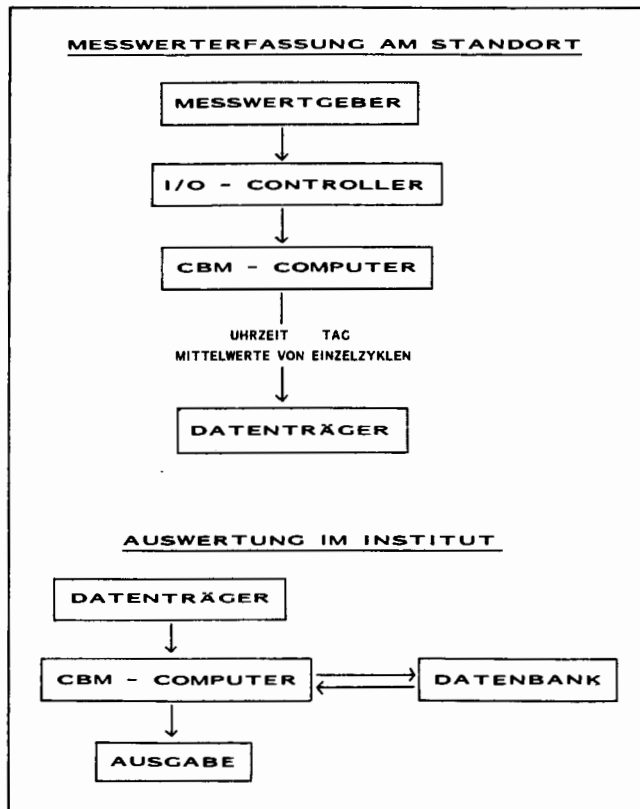 MESSWERTERFASSUNG AM STANDORT
MESSWERTGEBER
I/O - CONTROLLER
CBM - COMPUTER
UHRZEIT TAG
MITTELWERTE VON EINZELZYKLEN
DATENTRÄGER
AUSWERTUNG IM INSTITUT
DATENTRÄGER
CBM - COMPUTER
DATENBANK
AUSGABE